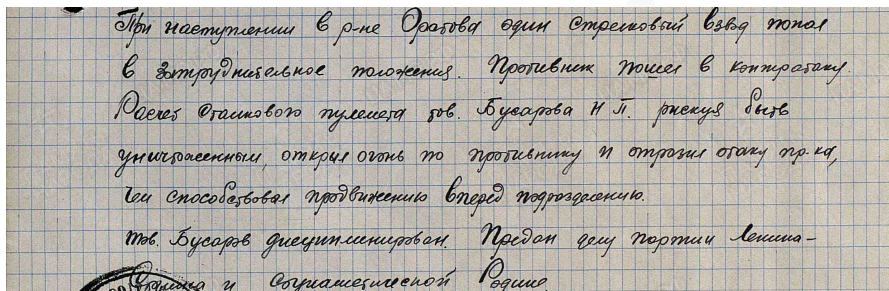 При наступлении в р-не Оратова один стрелковый взвод попал
в затруднительное положения. Противник пошел в контратаку.
Расчет станкового пулемета тов. Бусарова Н П. рискуя быть
уничтоженным, открыл огонь по противнику и отразил атаку пр-ка,
чем способствовал продвижению вперед подразделению.
тов. Бусаров дисциплинирован. Предан делу партии Ленина-
Сталина и Социалистической Родине.